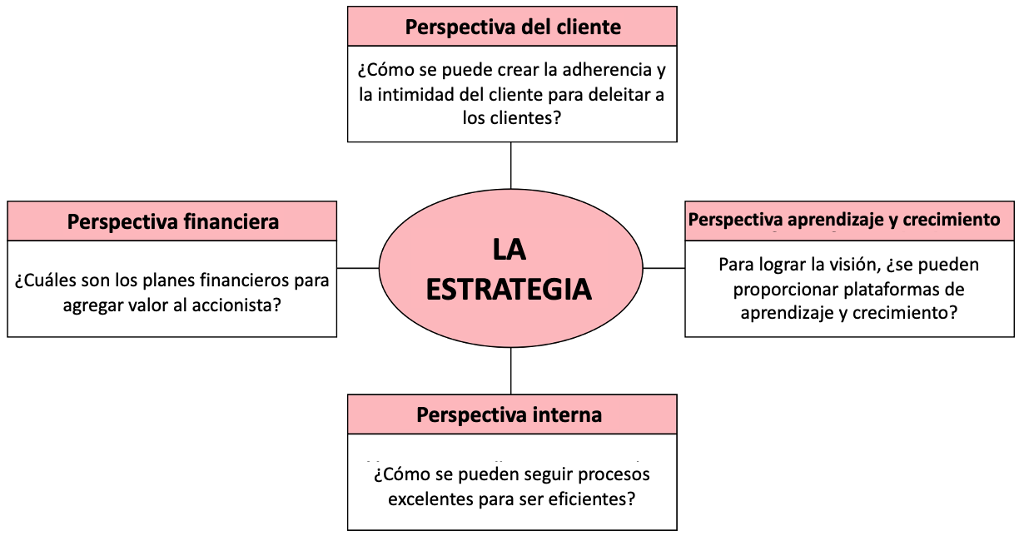 Perspectiva del cliente
¿Cómo se puede crear la adherencia y
la intimidad del cliente para deleitar a
los clientes?
Perspectiva financiera
¿Cuáles son los planes financieros para
agregar valor al accionista?
LA
ESTRATEGIA
Perspectiva aprendizaje y crecimiento
Para lograr la visión, ¿se pueden
proporcionar plataformas de
aprendizaje y crecimiento?
Perspectiva interna
¿Cómo se pueden seguir procesos
excelentes para ser eficientes?